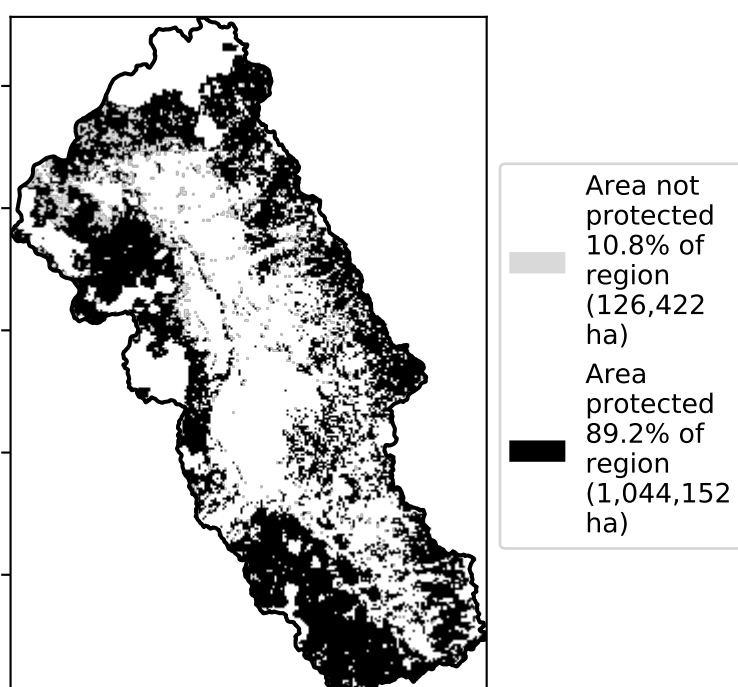 Area not
protected
10.8% of
region
(126,422
ha)
Area
protected
89.2% of
region
(1,044,152
ha)